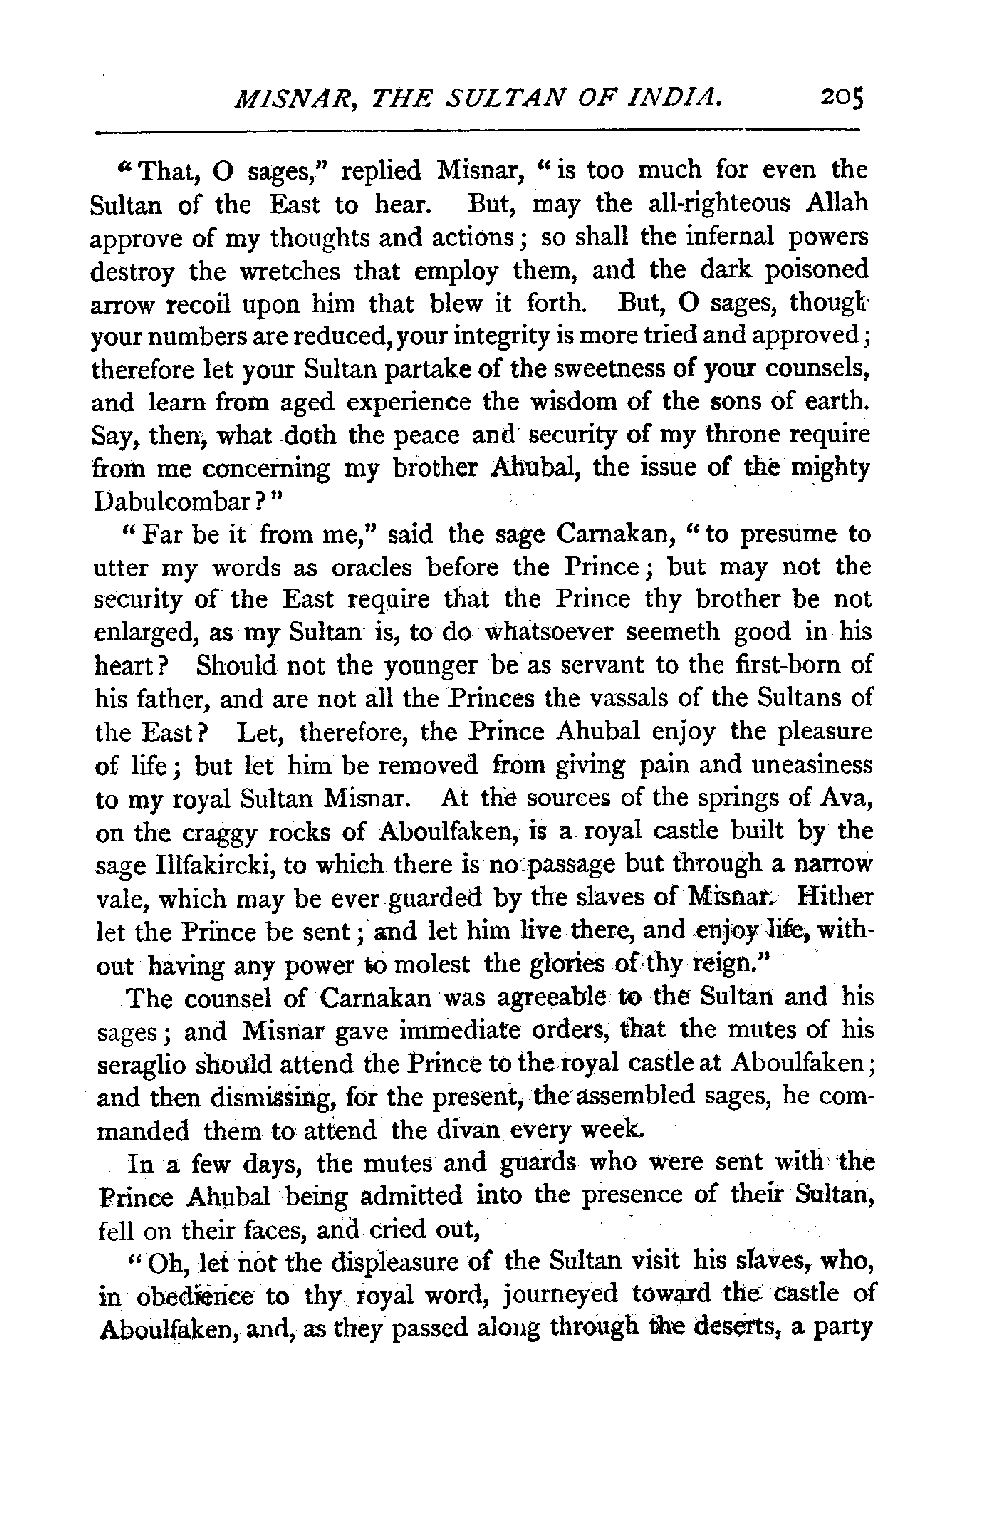 MISNAR, THE SULTAN OF INDIA. 205
"That, O sages," replied Misnar, "is too much for even the
Sultan of the East to hear. But, may the all-righteous Allah
approve of my thoughts and actions; so shall the infernal powers
destroy the wretches that employ them, and the dark poisoned
arrow recoil upon him that blew it forth. But, O sages, though
your numbers are reduced, your integrity is more tried and approved;
therefore let your Sultan partake of the sweetness of your counsels,
and learn from aged experience the wisdom of the sons of earth.
Say, then, what doth the peace and security of my throne require
from me concerning my brother Ahubal, the issue of the mighty
Dabulcombar?"
"Far be it from me," said the sage Carnakan, "to presume to
utter my words as oracles before the Prince; but may not the
security of the East require that the Prince thy brother be not
enlarged, as my Sultan is, to do whatsoever seemeth good in his
heart? Should not the younger be as servant to the first-born of
his father, and are not all the Princes the vassals of the Sultans of
the East? Let, therefore, the Prince Ahubal enjoy the pleasure
of life; but let him be removed from giving pain and uneasiness
to my royal Sultan Misnar. At the sources of the springs of Ava,
on the craggy rocks of Aboulfaken, is a royal castle built by the
sage Illfakircki, to which there is no passage but through a narrow
vale, which may be ever guarded by the slaves of Misnar. Hither
let the Prince be sent; and let him live there, and enjoy life, with-
out having any power to molest the glories of thy reign."
The counsel of Carnakan was agreeable to the Sultan and his
sages; and Misnar gave immediate orders, that the mutes of his
seraglio should attend the Prince to the royal castle at Aboulfaken;
and then dismissing, for the present, the assembled sages, he com-
manded them to attend the divan every week.
In a few days, the mutes and guards who were sent with the
Prince Ahubal being admitted into the presence of their Sultan,
fell on their faces, and cried out,
"Oh, let not the displeasure of the Sultan visit his slaves, who,
in obedience to thy royal word, journeyed toward the castle of
Aboulfaken, and, as they passed along through the deserts, a party